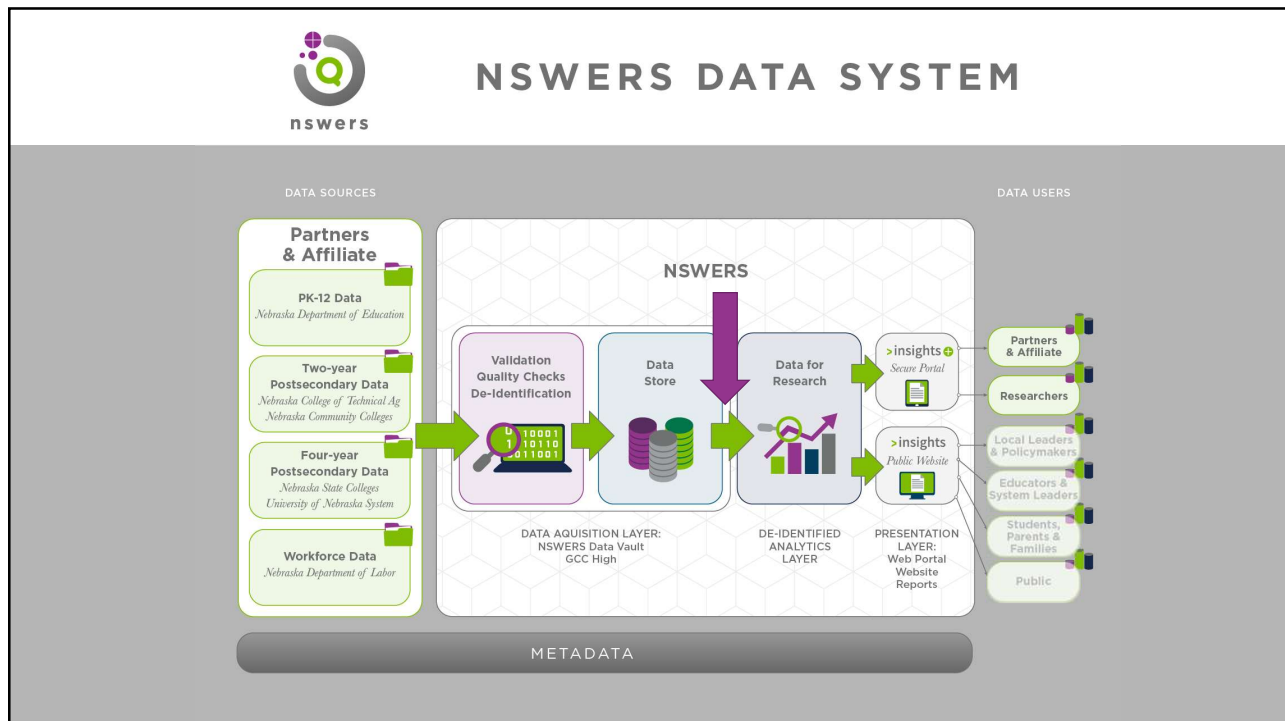 nswers
NSWERS DATA SYSTEM
DATA SOURCES
DATA USERS
Partners
& Affiliate
PK-12 Data
Nebraska Department of Education
Two-year
Postsecondary Data
Nebraska College of Technical Ag
Nebraska Community Colleges
Four-year
Postsecondary Data
Nebraska State Colleges
University of Nebraska System
Workforce Data
Nebraska Department of Labor
NSWERS
Validation
Quality Checks
De-Identification
0 10001
1 10110
0011001
Data
Store
Data for
Research
>insights+
Secure Portal
>insights
Public Website
DATA AQUISITION LAYER:
NSWERS Data Vault
GCC High
DE-IDENTIFIED
ANALYTICS
LAYER
PRESENTATION
LAYER:
Web Portal
Website
Reports
Partners
& Affiliate
Researchers
Local Leaders
& Policymakers
Educators &
System Leaders
Students,
Parents &
Families
Public
METADATA